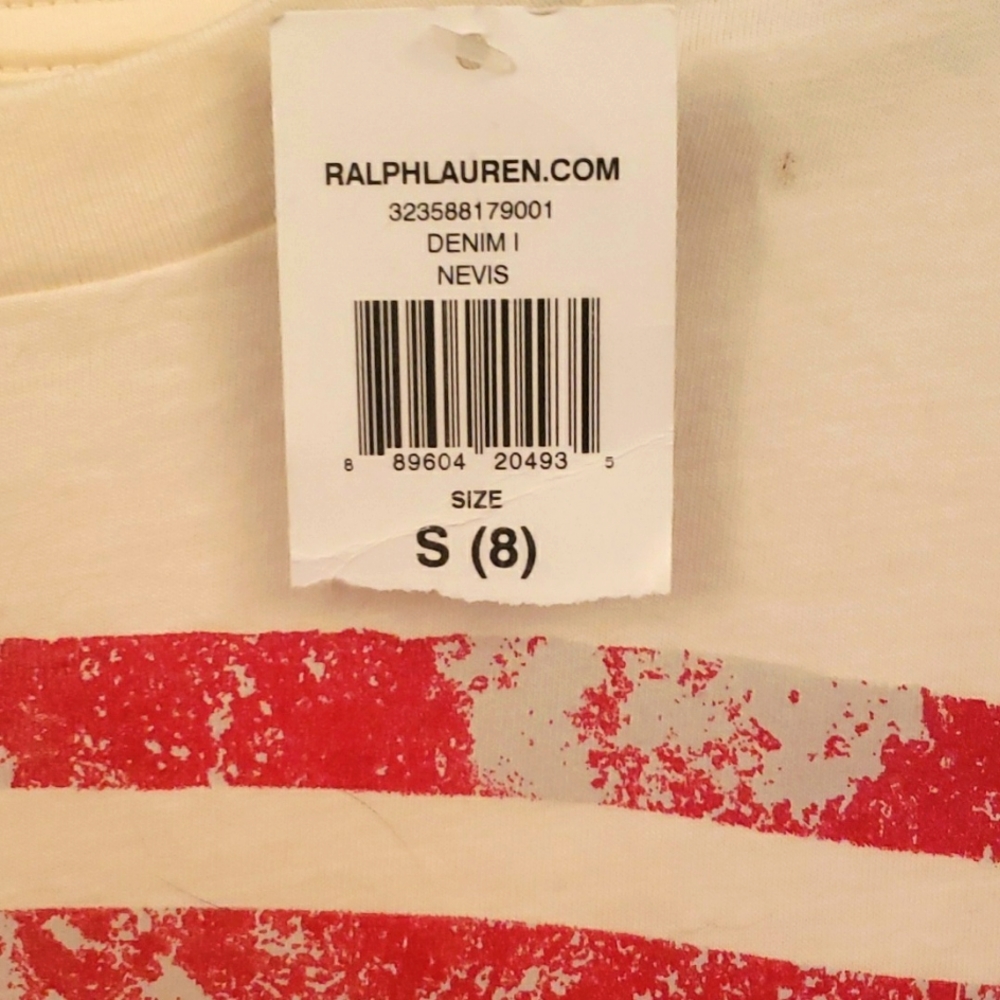 RALPHLAUREN.COM
323588179001
DENIM I
NEVIS
8 89604 20493 5
SIZE
S (8)